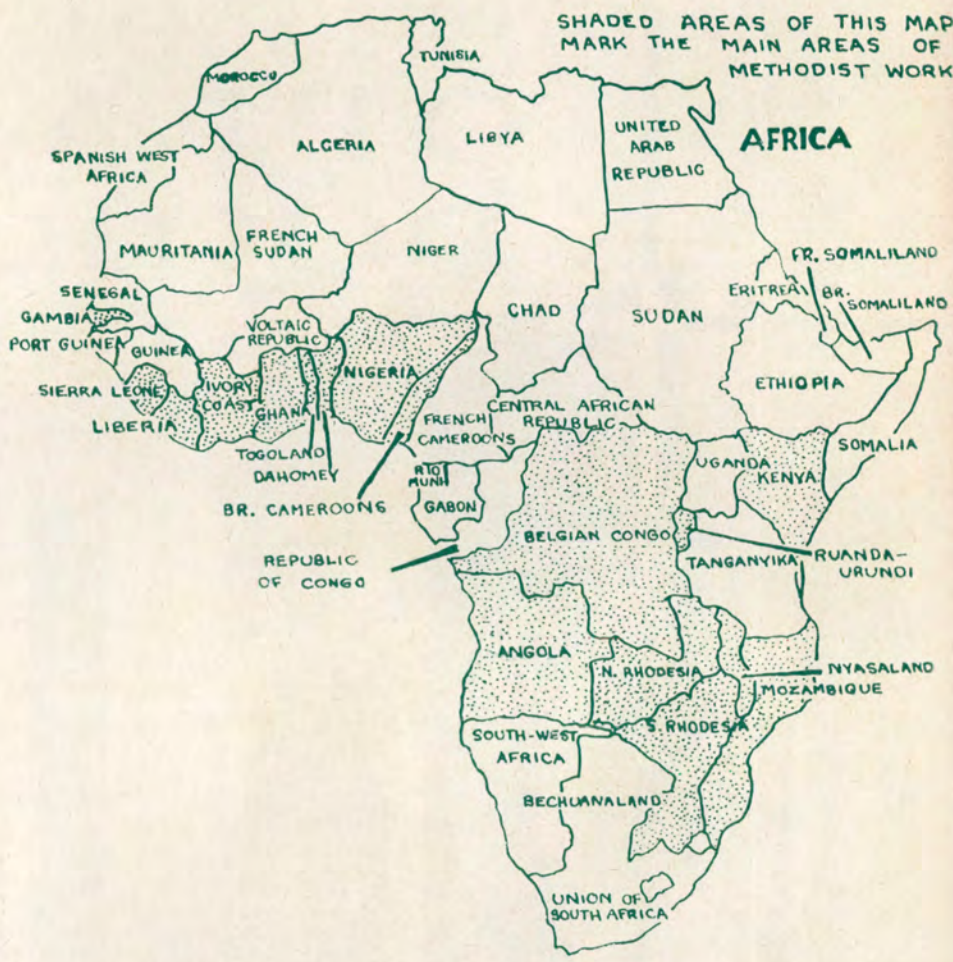 SHADED AREAS OF THIS MAP
MARK THE MAIN AREAS OF
METHODIST WORK
AFRICA
TUNISIA
MOROCCO
ALGERIA
LIBYA
UNITED
ARAB
REPUBLIC
SPANISH WEST
AFRICA
MAURITANIA
FRENCH
SUDAN
NIGER
CHAD
SUDAN
FR. SOMALILAND
ERITREA
BR.
SOMALILAND
SENEGAL
GAMBIA
PORT GUINEA
GUINEA
VOLTAIC
REPUBLIC
NIGERIA
ETHIOPIA
SIERRA LEONE
IVORY
COAST
GHANA
LIBERIA
CENTRAL AFRICAN
REPUBLIC
FRENCH
CAMEROONS
SOMALIA
TOGOLAND
DAHOMEY
BR. CAMEROONS
RIO
MUNI
GABON
UGANDA
KENYA
REPUBLIC
OF CONGO
BELGIAN CONGO
TANGANYIKA
RUANDA-
URUNDI
ANGOLA
N. RHODESIA
NYASALAND
MOZAMBIQUE
S. RHODESIA
SOUTH-WEST
AFRICA
BECHUANALAND
UNION OF
SOUTH AFRICA